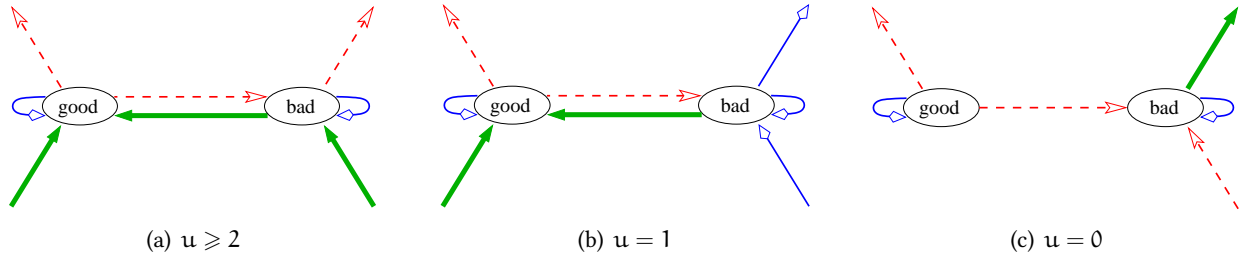 good bad good bad good bad
(a) u ⩾ 2 (b) u = 1 (c) u = 0